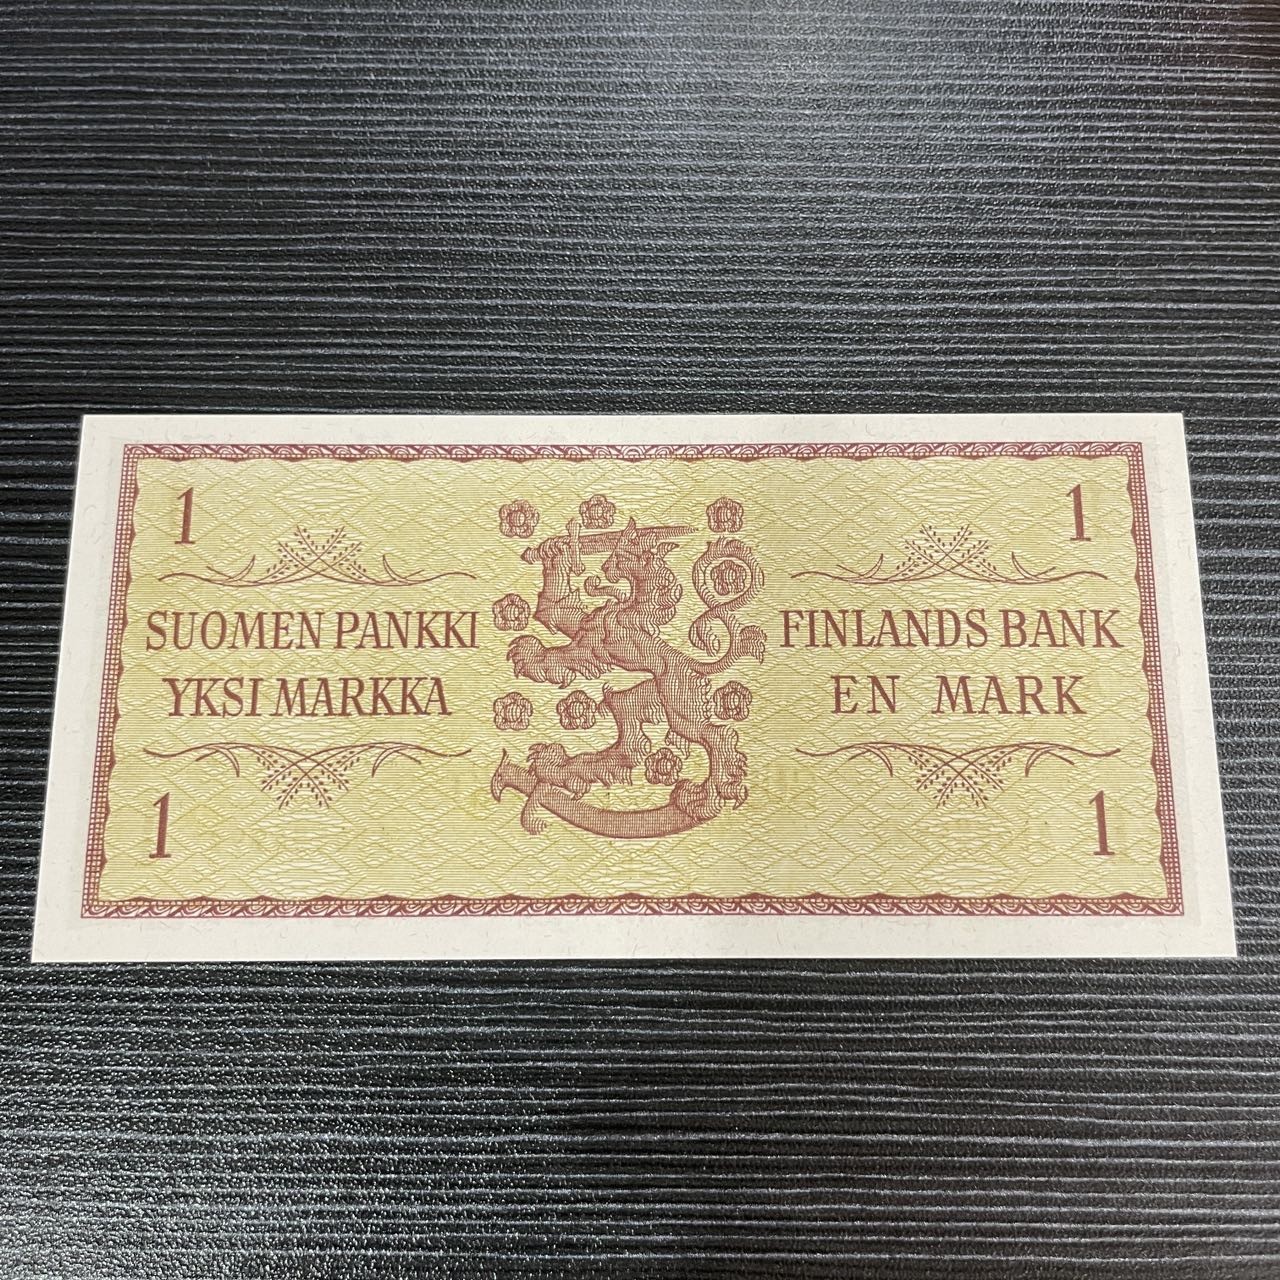 1
1
SUOMEN PANKKI
YKSI MARKKA
FINLANDS BANK
EN MARK
1
1